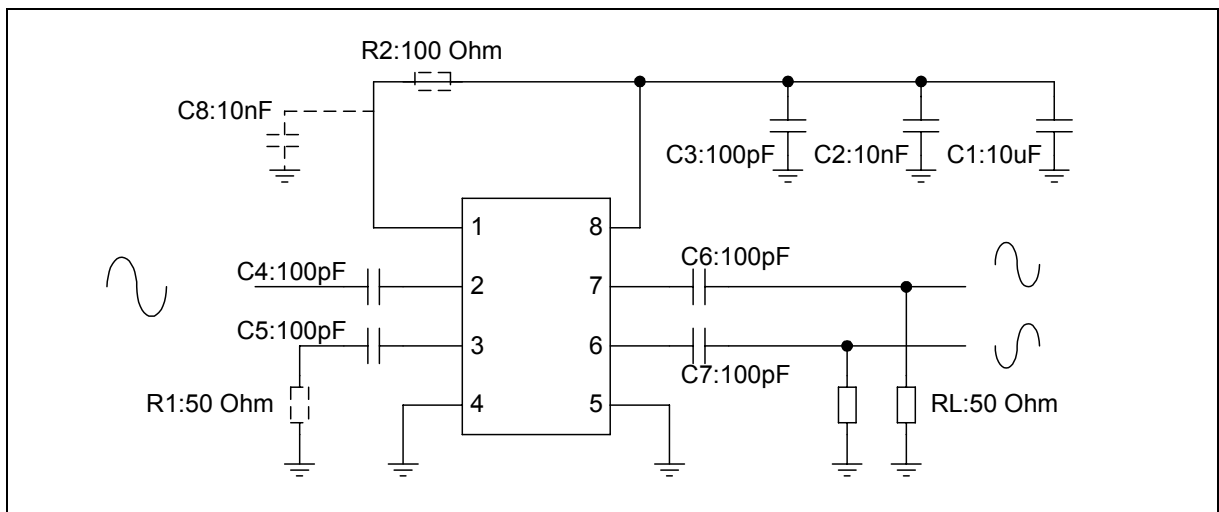 R2:100 Ohm
C8:10nF
C3:100pF
C2:10nF
C1:10uF
1
8
C4:100pF
2
7
C6:100pF
C5:100pF
3
6
C7:100pF
R1:50 Ohm
4
5
RL:50 Ohm